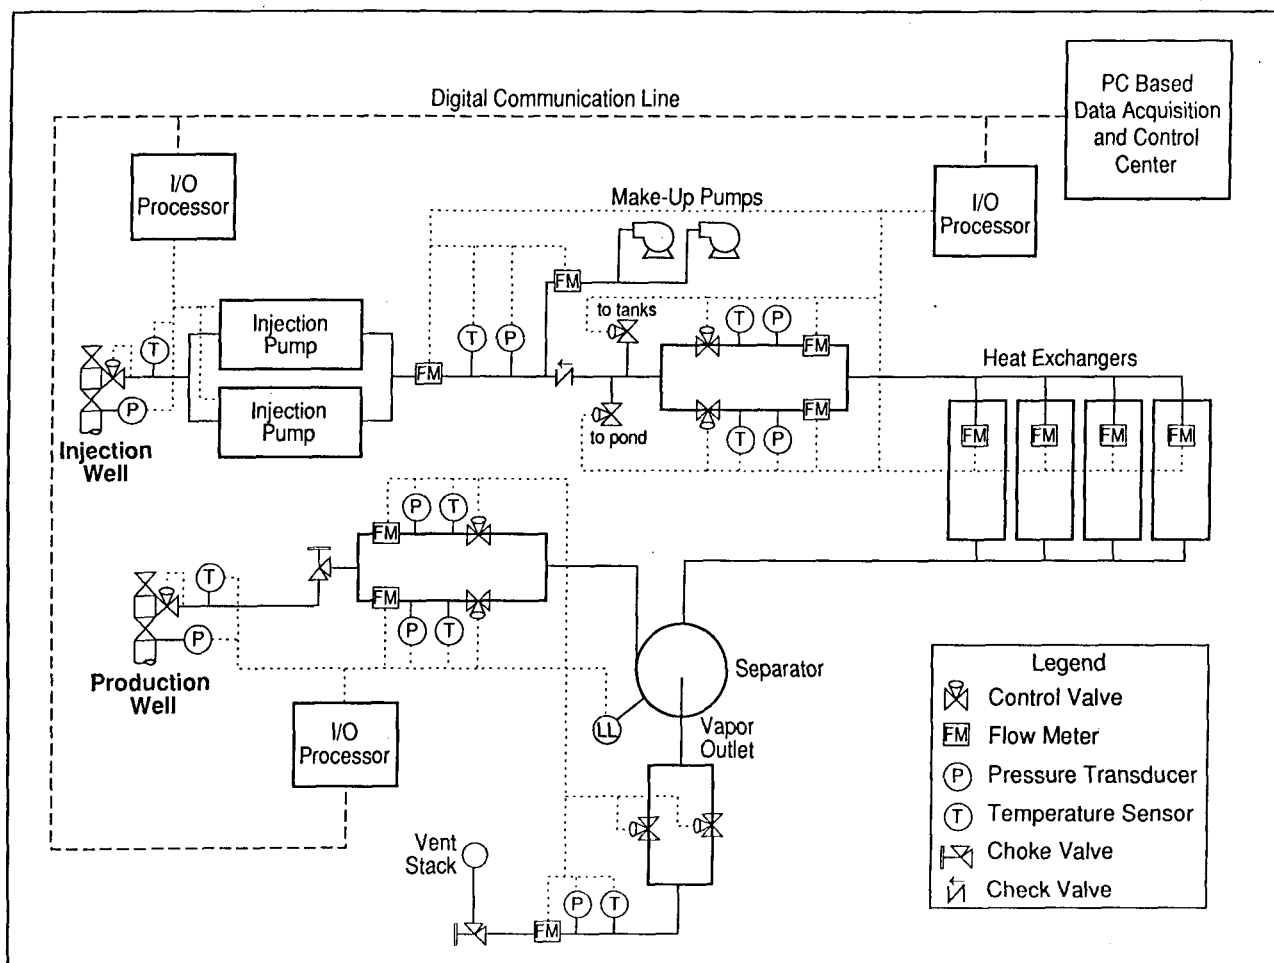 PC Based
Data Acquisition
and Control
Center
Digital Communication Line
I/O
Processor
Make-Up Pumps
I/O
Processor
FM
to tanks
T
P
Injection
Pump
T
P
T
FM
FM
Heat Exchangers
P
Injection
Pump
to pond
FM
T
P
FM
FM
FM
FM
Injection
Well
P
T
FM
T
FM
P
T
P
Separator
Production
Well
I/O
Processor
LL
Vapor
Outlet
Vent
Stack
P
T
FM
Legend
Control Valve
FM Flow Meter
P Pressure Transducer
T Temperature Sensor
Choke Valve
Check Valve